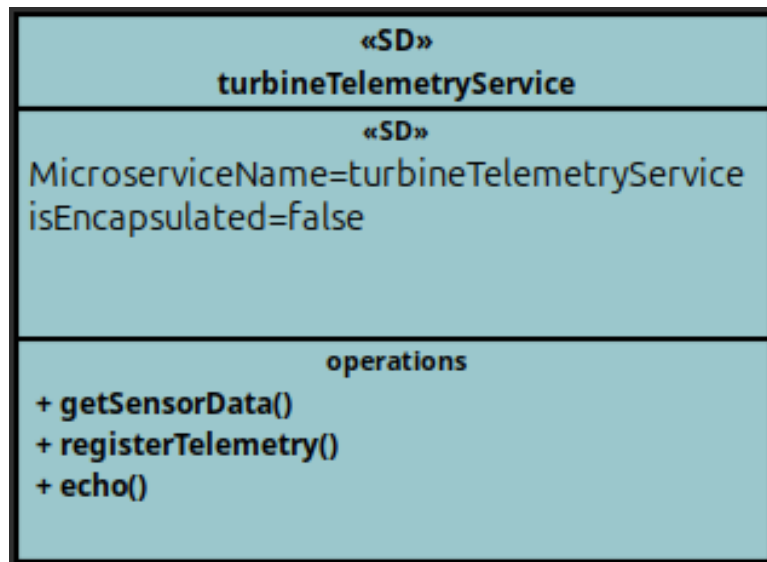 «SD»
turbineTelemetryService
«SD»
MicroserviceName=turbineTelemetryService
isEncapsulated=false
operations
+ getSensorData()
+ registerTelemetry()
+ echo()